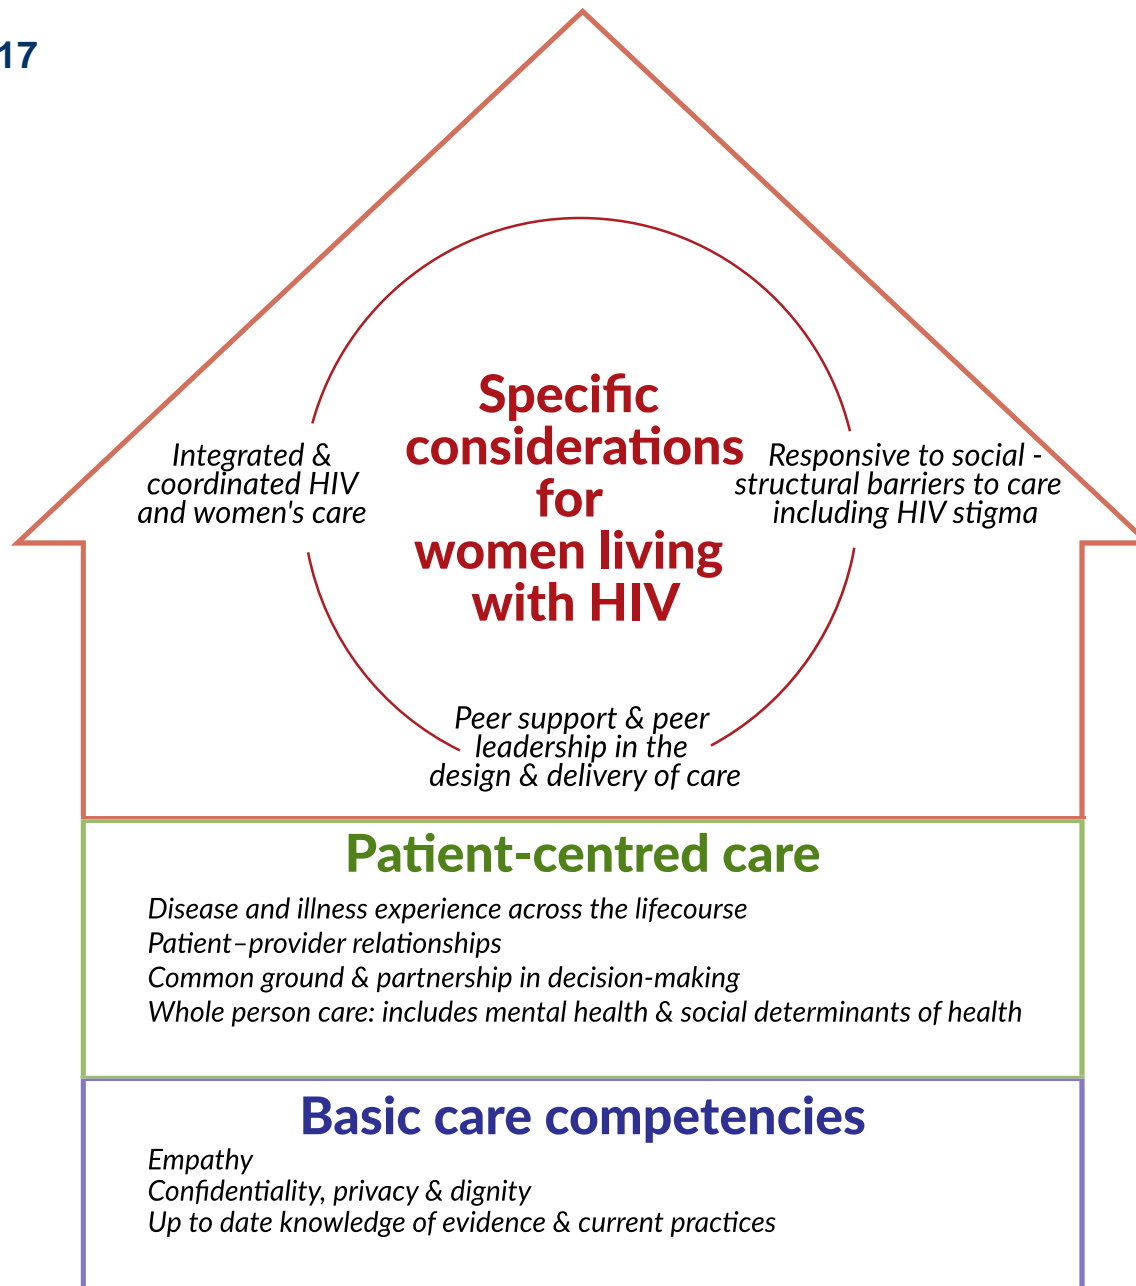 17
Specific
considerations
for
women living
with HIV
Integrated &
coordinated HIV
and women's care
Responsive to social -
structural barriers to care
including HIV stigma
Peer support & peer
leadership in the
design & delivery of care
Patient-centred care
Disease and illness experience across the lifecourse
Patient–provider relationships
Common ground & partnership in decision-making
Whole person care: includes mental health & social determinants of health
Basic care competencies
Empathy
Confidentiality, privacy & dignity
Up to date knowledge of evidence & current practices